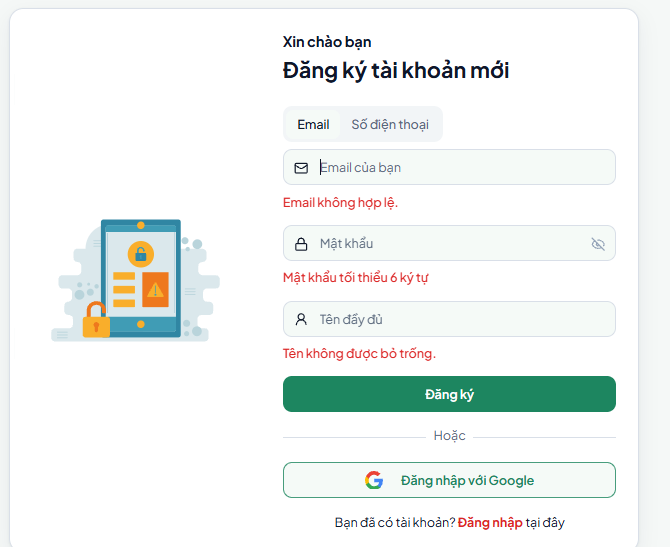 Xin chào bạn
Đăng ký tài khoản mới
Email Số điện thoại
Email của bạn
Email không hợp lệ.
Mật khẩu
Mật khẩu tối thiểu 6 ký tự
Tên đầy đủ
Tên không được bỏ trống.
Đăng ký
Hoặc
Đăng nhập với Google
Bạn đã có tài khoản? Đăng nhập tại đây